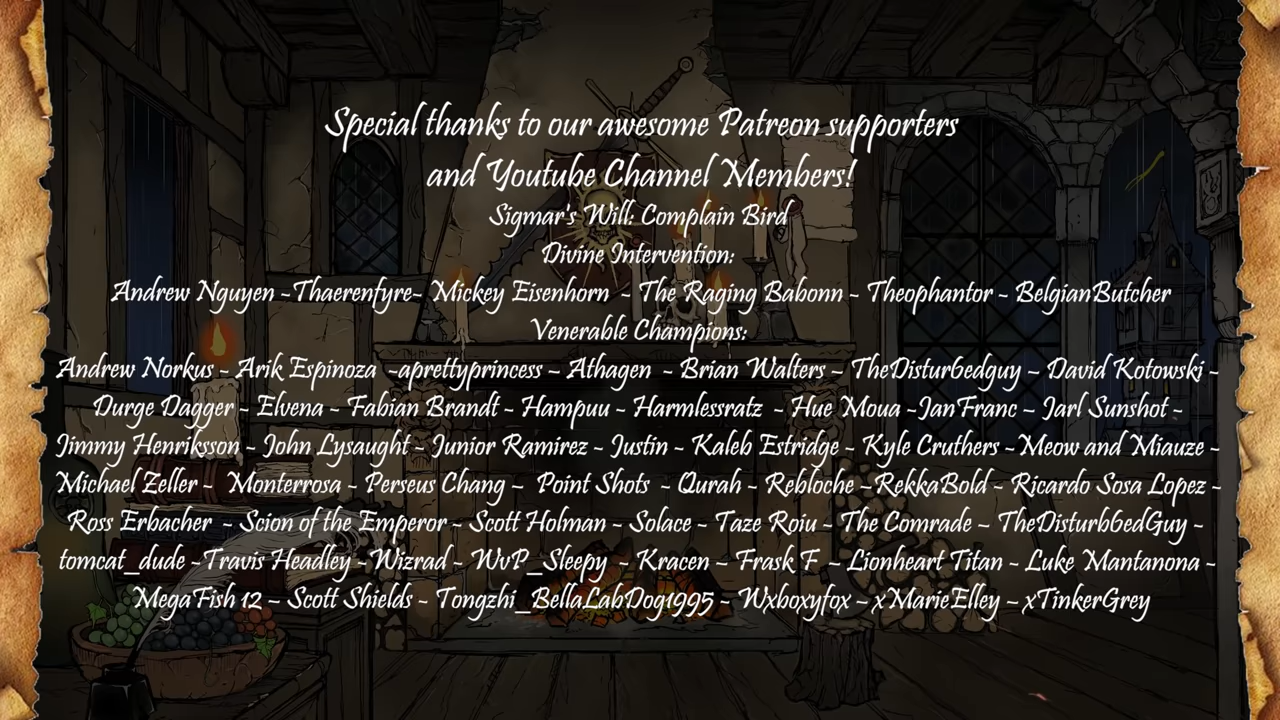 Special thanks to our awesome Patreon supporters
and Youtube Channel Members!
Sigmar's Will: Complain Bird
Divine Intervention:
Andrew Nguyen ~Thaerenfyre~ Mickey Eisenhorn ~ The Raging Babonn ~ Theophantor ~ BelgianButcher
Venerable Champions:
Andrew Norkus ~ Arik Espinoza ~aprettyprincess ~ Athagen ~ Brian Walters ~ TheDistur6edguy ~ David Kotowski ~
Durge Dagger ~ Elvena ~ Fabian Brandt ~ Hampuu ~ Harmlessratz ~ Hue Moua ~JanFranc ~ Jarl Sunshot ~
Jimmy Henriksson ~ John Lysaught ~ Junior Ramirez ~ Justin ~ Kaleb Estridge ~ Kyle Cruthers ~Meow and Miauze ~
Michael Zeller ~ Monterrosa ~ Perseus Chang ~ Point Shots ~ Qurah ~ Rebloche ~RekkaBold ~ Ricardo Sosa Lopez ~
Ross Erbacher ~ Scion of the Emperor ~ Scott Holman ~ Solace ~ Taze Roiu ~ The Comrade ~ TheDisturb6edGuy ~
tomcat_dude ~Travis Headley ~ Wizrad ~ WvP_Sleepy ~ Kracen ~ Frask F ~ Lionheart Titan ~ Luke Mantanona ~
MegaFish 12 ~ Scott Shields ~ Tongzhi_BellaLabDog1995 ~ Wxboxyfox ~ xMarieElley ~ xTinkerGrey